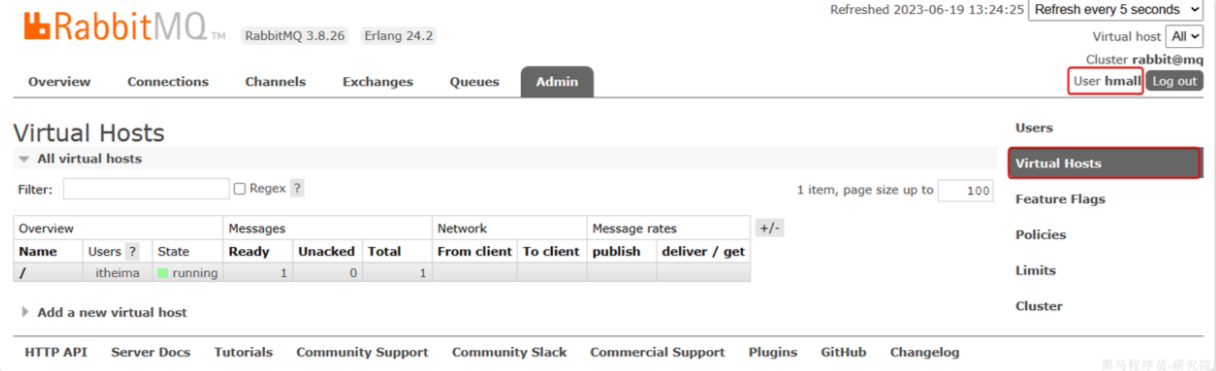 Refreshed 2023-06-19 13:24:25 Refresh every 5 seconds
RabbitMQ TM RabbitMQ 3.8.26 Erlang 24.2
Virtual host All
Cluster rabbit@mq
User hmall Log out
Overview Connections Channels Exchanges Queues Admin
Virtual Hosts
All virtual hosts
Filter: Regex ? 1 item, page size up to 100
Overview Messages Network Message rates +/-
Name Users ? State Ready Unacked Total From client To client publish deliver / get
/ itheima running 1 0 1
Add a new virtual host
Users
Virtual Hosts
Feature Flags
Policies
Limits
Cluster
HTTP API Server Docs Tutorials Community Support Community Slack Commercial Support Plugins GitHub Changelog
黑马程序员-研究院